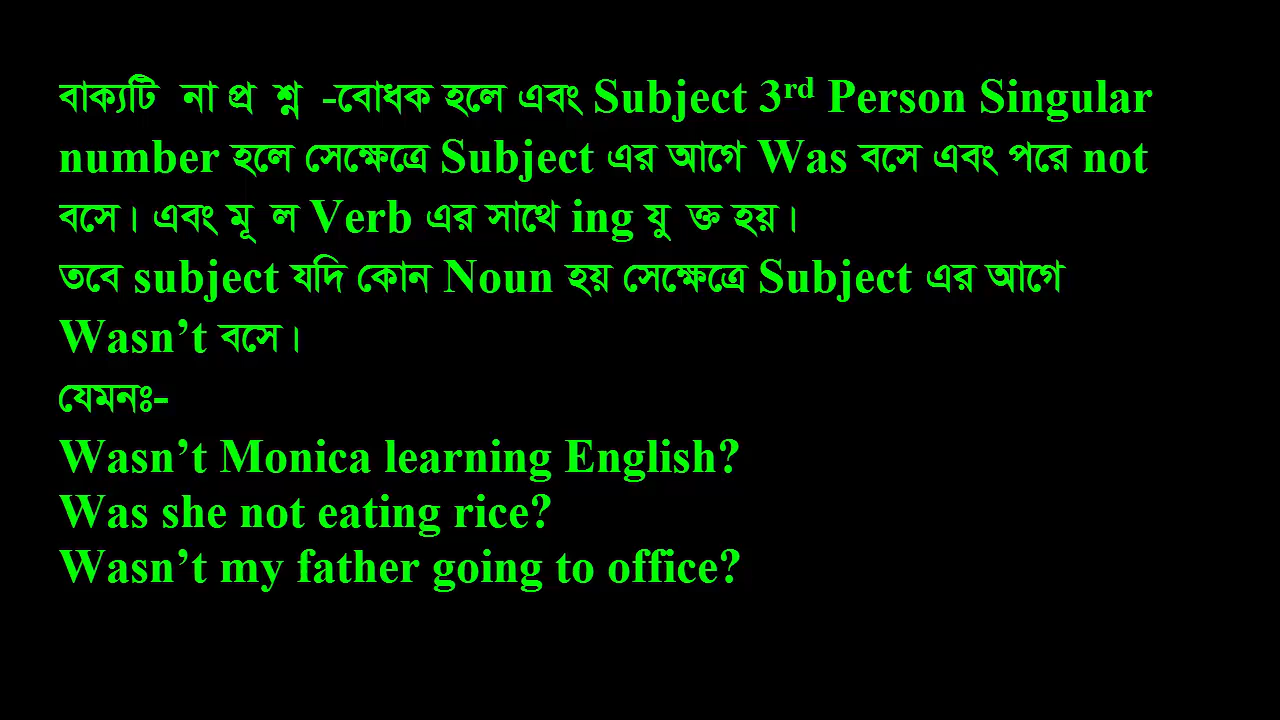 বাক্যটি না প্রশ্ন -বোধক হলে এবং Subject 3rd Person Singular
number হলে সেক্ষেত্রে Subject এর আগে Was বসে এবং পরে not
বসে। এবং মূল Verb এর সাথে ing যুক্ত হয়।
তবে subject যদি কোন Noun হয় সেক্ষেত্রে Subject এর আগে
Wasn’t বসে।
যেমনঃ-
Wasn’t Monica learning English?
Was she not eating rice?
Wasn’t my father going to office?